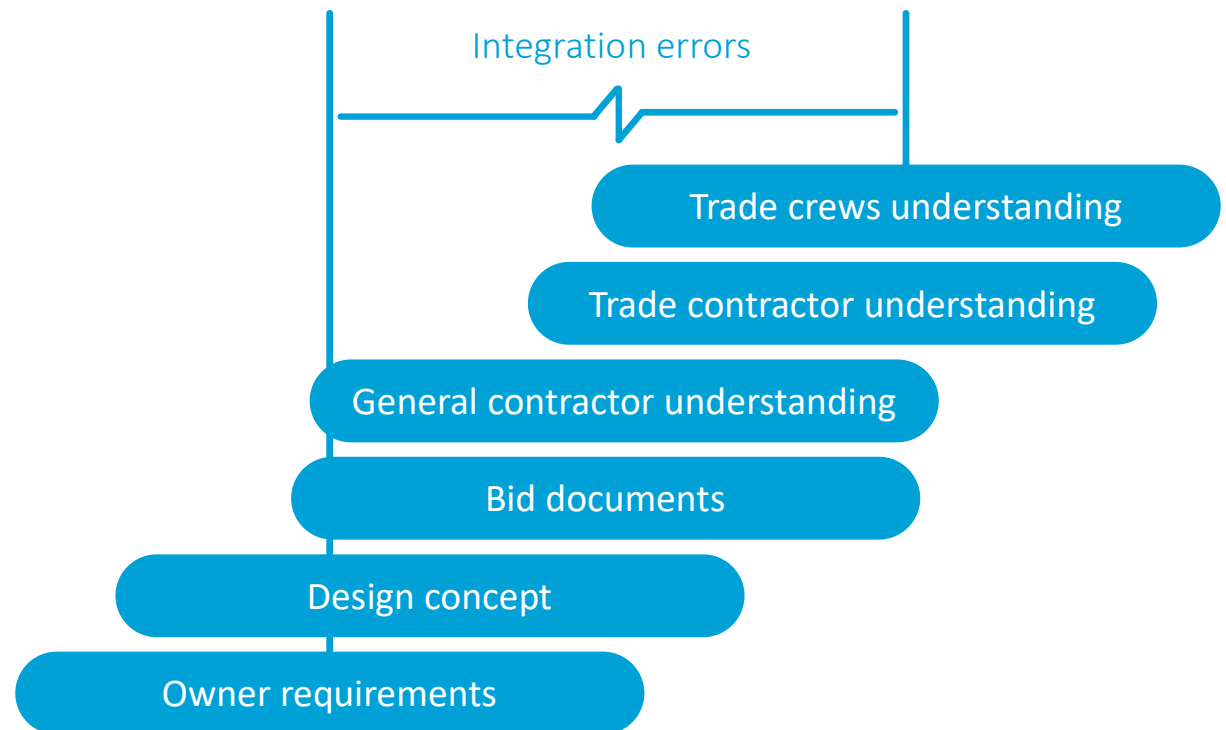 Integration errors
Trade crews understanding
Trade contractor understanding
General contractor understanding
Bid documents
Design concept
Owner requirements